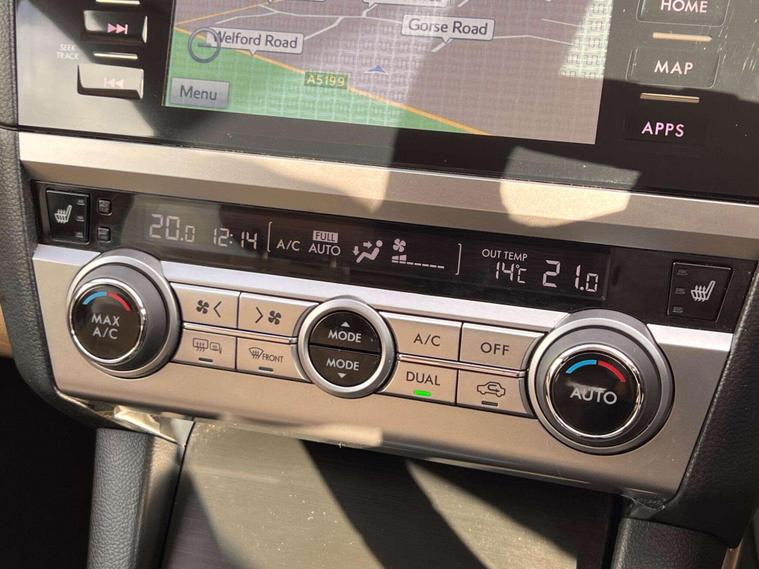 HOME
Welford Road
Gorse Road
SEEK
TRACK
MAP
A5199
Menu
APPS
20.0 12:14 A/C FULL AUTO OUT TEMP 14℃ 21.0
MAX
A/C
MODE
MODE
FRONT
A/C
OFF
DUAL
AUTO